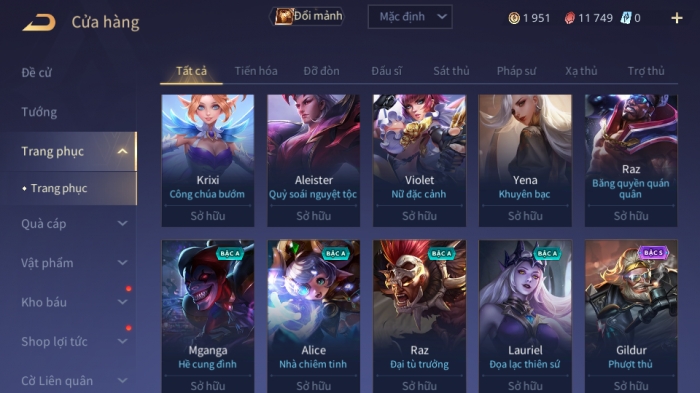 Cửa hàng
Đổi mảnh
Mặc định
1 951
11 749
0
Đề cử
Tướng
Trang phục
Trang phục
Quà cáp
Vật phẩm
Kho báu
Shop lợi tức
Cờ Liên quân
Tất cả Tiến hóa Đỡ đòn Đấu sĩ Sát thủ Pháp sư Xạ thủ Trợ thủ
Krixi
Công chúa bướm
Sở hữu
Aleister
Quỷ soái nguyệt tộc
Sở hữu
Violet
Nữ đặc cảnh
Sở hữu
Yena
Khuyên bạc
Sở hữu
Raz
Băng quyền quán
quân
Sở hữu
Mganga
Hề cung đình
Sở hữu
BẬC A
Alice
Nhà chiêm tinh
Sở hữu
BẬC A
Raz
Đại tù trưởng
Sở hữu
BẬC A
Lauriel
Đọa lạc thiên sứ
Sở hữu
BẬC S
Gildur
Phượt thủ
Sở hữu